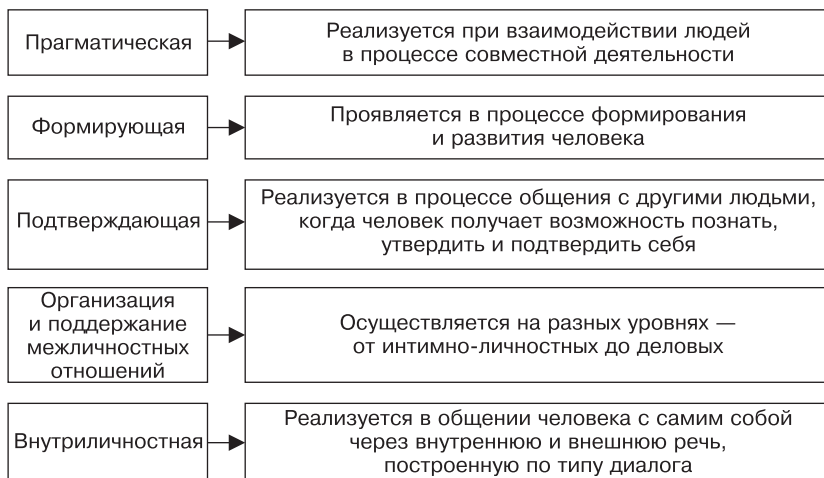 Прагматическая
Реализуется при взаимодействии людей
в процессе совместной деятельности
Формирующая
Проявляется в процессе формирования
и развития человека
Подтверждающая
Реализуется в процессе общения с другими людьми,
когда человек получает возможность познать,
утвердить и подтвердить себя
Организация
и поддержание
межличностных
отношений
Осуществляется на разных уровнях —
от интимно-личностных до деловых
Внутриличностная
Реализуется в общении человека с самим собой
через внутреннюю и внешнюю речь,
построенную по типу диалога